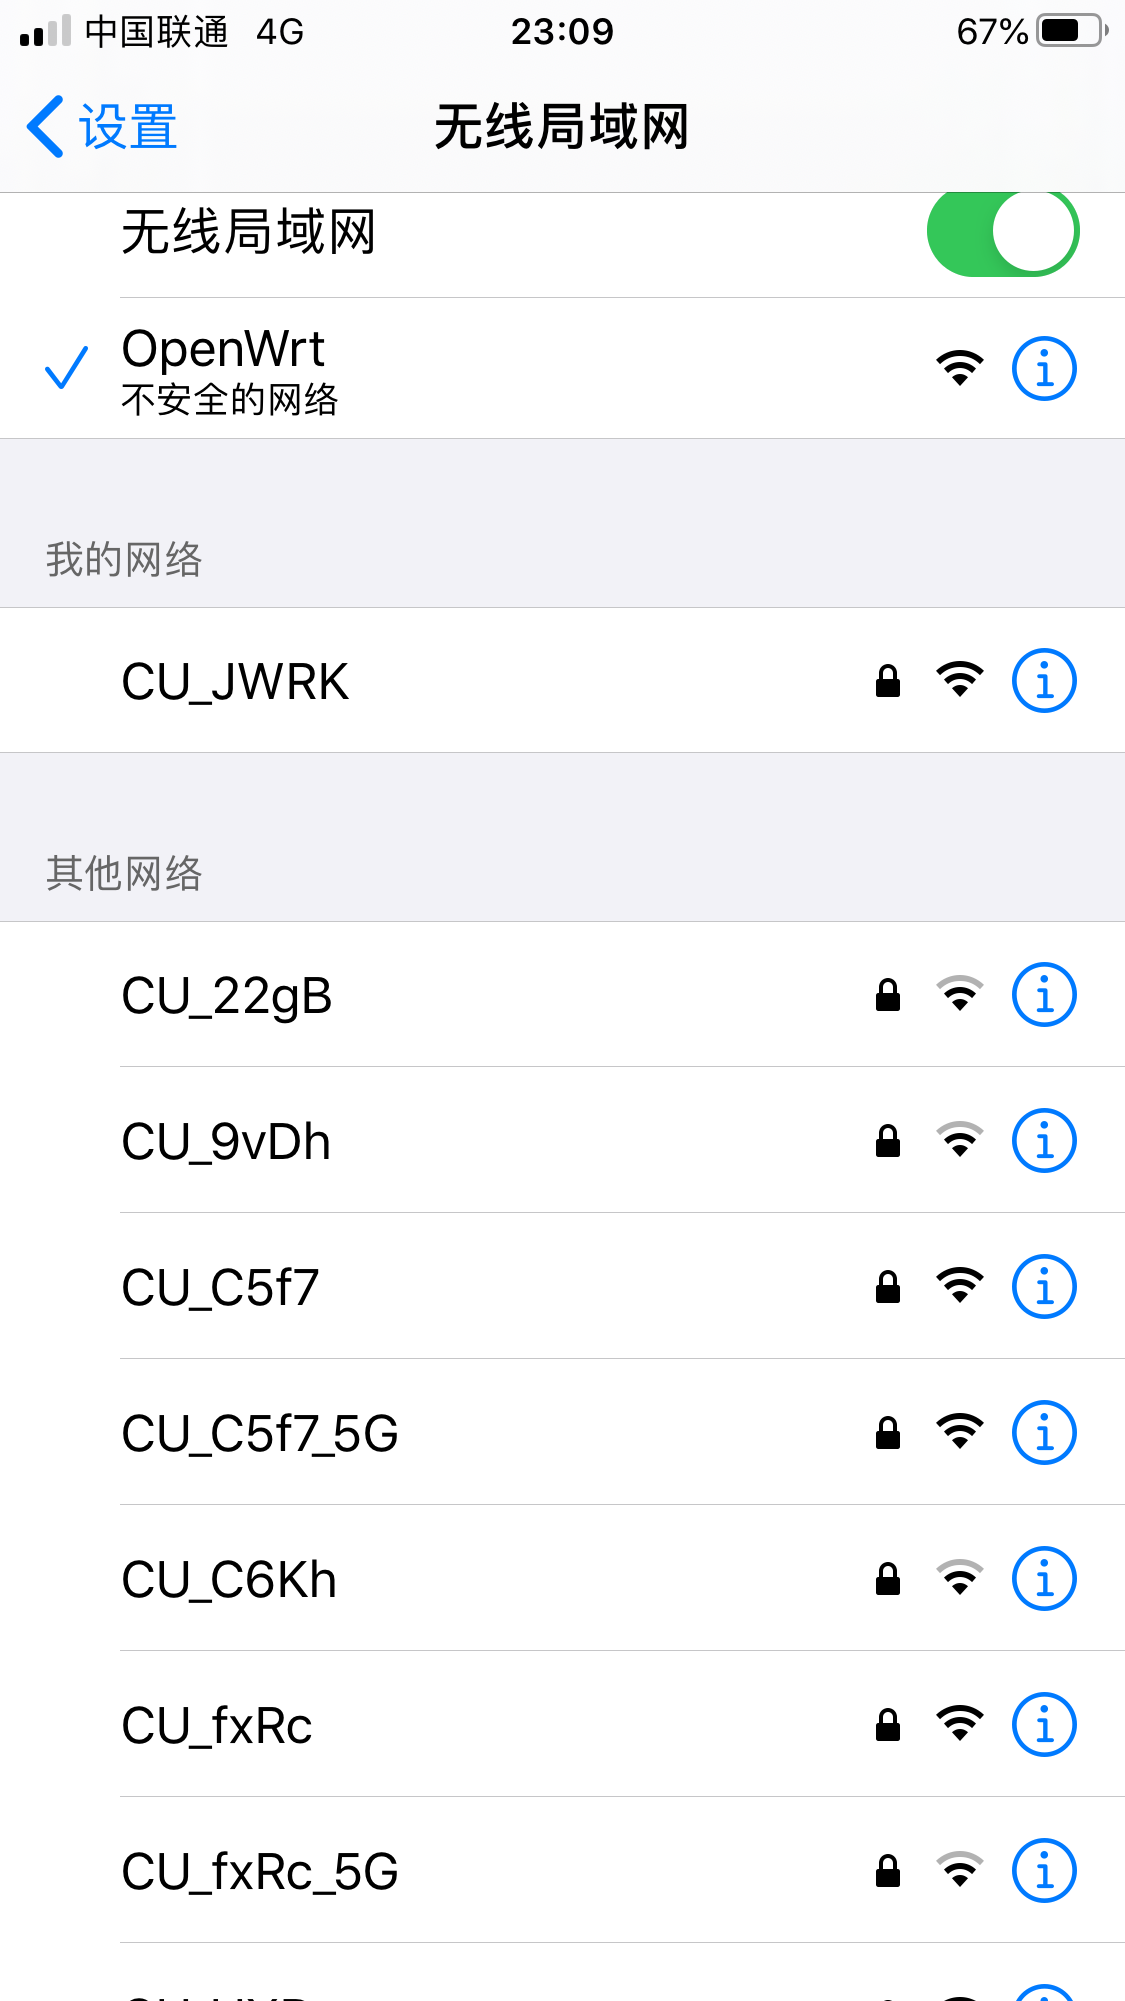 中国联通 4G 23:09 67%
设置 无线局域网
无线局域网
OpenWrt
不安全的网络
我的网络
CU_JWRK
其他网络
CU_22gB
CU_9vDh
CU_C5f7
CU_C5f7_5G
CU_C6Kh
CU_fxRc
CU_fxRc_5G